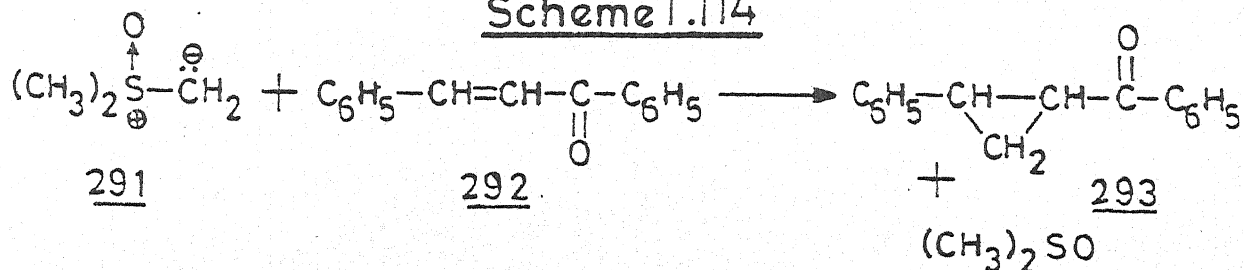 Scheme 1.114
(CH3)2S(→O)⊕–C̈⊖H2 + C6H5–CH=CH–C(=O)–C6H5 → C6H5–CH–CH–C(=O)–C6H5
CH2
291 292. + 293
(CH3)2SO